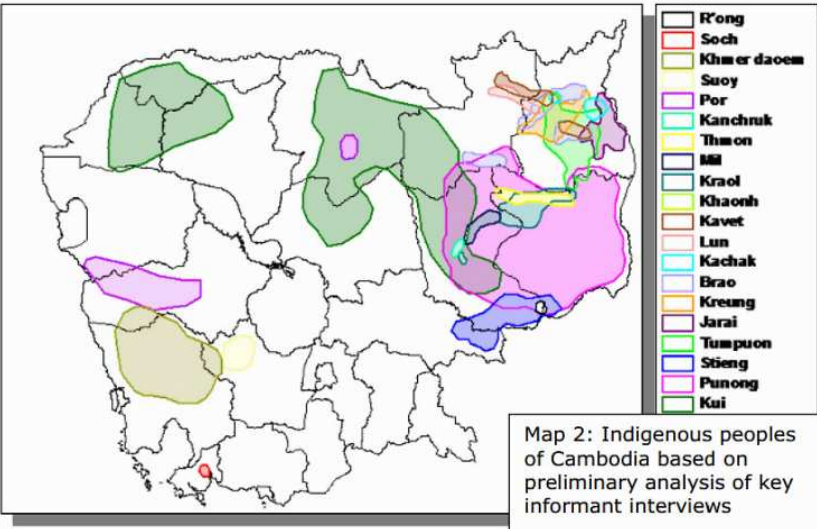 R'ong
Soch
Khmer daoem
Suoy
Por
Kanchruk
Thmon
Mil
Kraol
Khaonh
Kavet
Lun
Kachak
Brao
Kreung
Jarai
Tumpuon
Stieng
Punong
Kui
Map 2: Indigenous peoples
of Cambodia based on
preliminary analysis of key
informant interviews